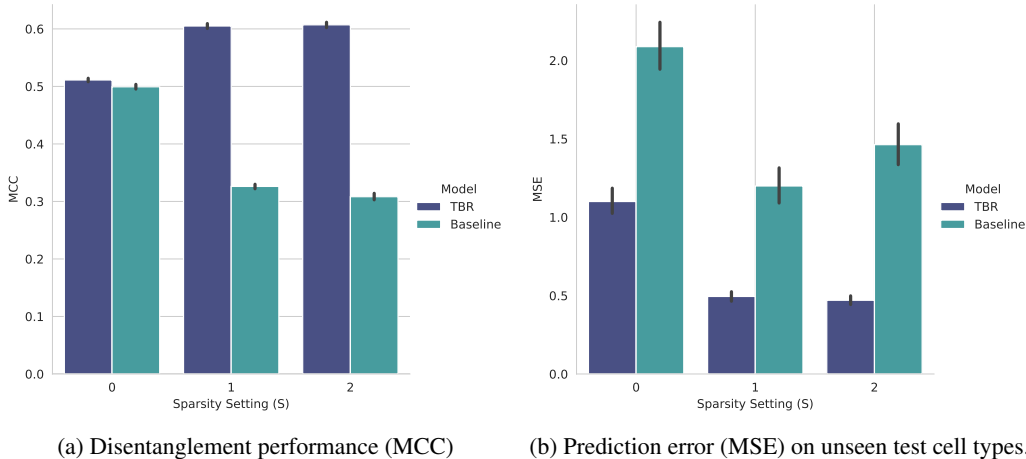 0.6
0.5
0.4
0.3
0.2
0.1
0.0
MCC
0
1
2
Sparsity Setting (S)
Model
TBR
Baseline
(a) Disentanglement performance (MCC)
2.0
1.5
1.0
0.5
0.0
MSE
0
1
2
Sparsity Setting (S)
Model
TBR
Baseline
(b) Prediction error (MSE) on unseen test cell types.